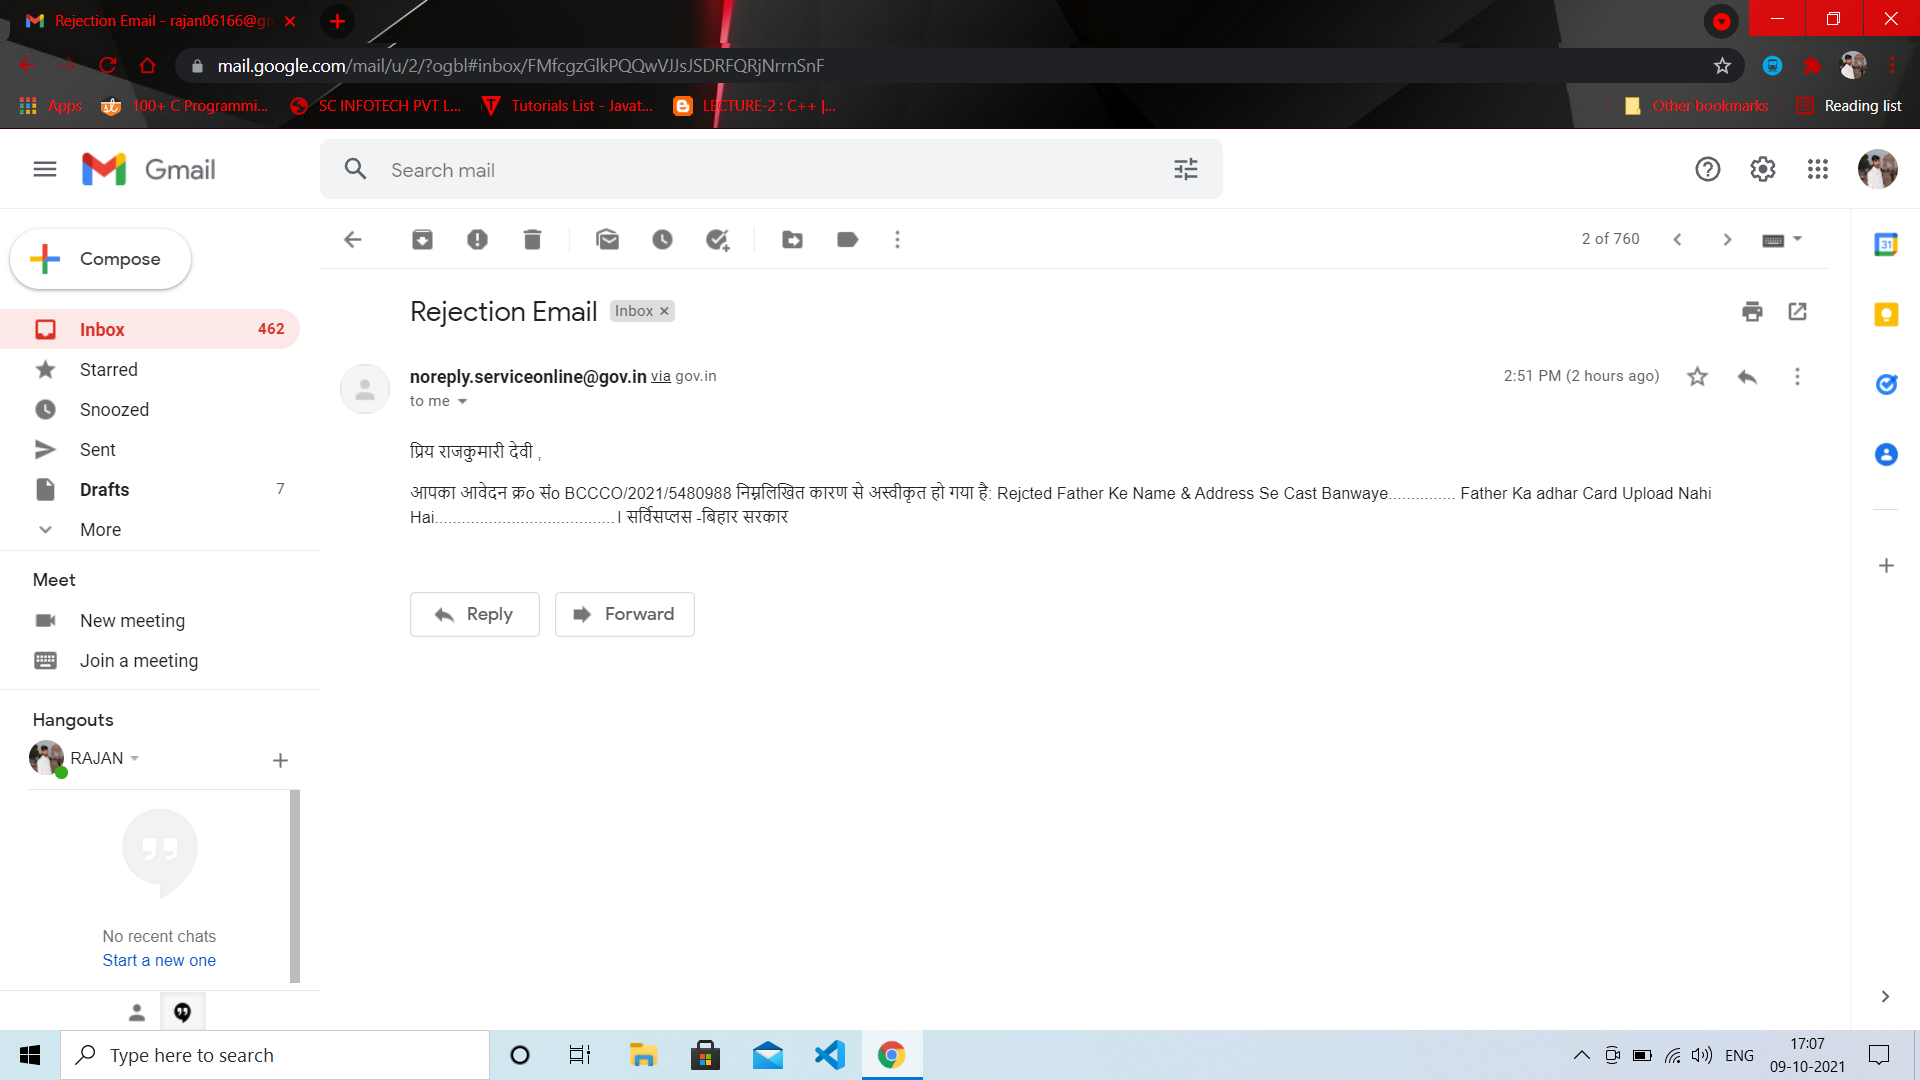 Rejection Email - rajan06166@gm
mail.google.com/mail/u/2/?ogbl#inbox/FMfcgzGlkPQQwVJJsJSDRFQRjNrrnSnF
Apps
100+ C Programmi...
SC INFOTECH PVT L...
Tutorials List - Javat...
LECTURE-2 : C++ |...
Other bookmarks
Reading list
Gmail
Search mail
Compose
2 of 760
Inbox 462
Starred
Snoozed
Sent
Drafts 7
More
Rejection Email
Inbox ×
noreply.serviceonline@gov.in via gov.in
2:51 PM (2 hours ago)
to me
प्रिय राजकुमारी देवी ,
आपका आवेदन क्र० सं० BCCCO/2021/5480988 निम्नलिखित कारण से अस्वीकृत हो गया है: Rejcted Father Ke Name & Address Se Cast Banwaye............... Father Ka adhar Card Upload Nahi
Hai........................................। सर्विसप्लस -बिहार सरकार
Reply
Forward
Meet
New meeting
Join a meeting
Hangouts
RAJAN
No recent chats
Start a new one
31
Type here to search
ENG
17:07
09-10-2021